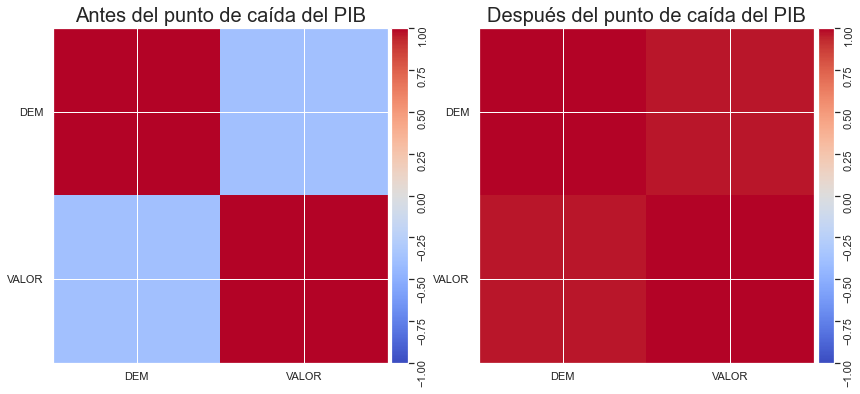 Antes del punto de caída del PIB
DEM
VALOR
DEM
VALOR
1.00
0.75
0.50
0.25
0.00
−0.25
−0.50
−0.75
−1.00
Después del punto de caída del PIB
DEM
VALOR
DEM
VALOR
1.00
0.75
0.50
0.25
0.00
−0.25
−0.50
−0.75
−1.00